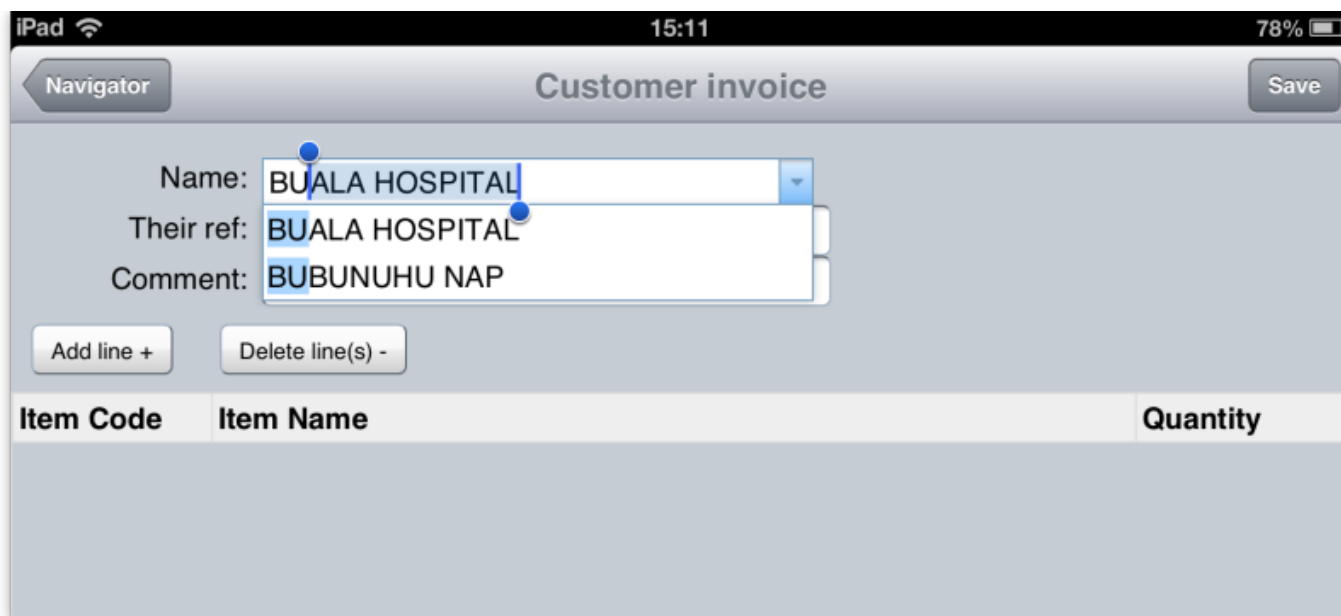 iPad 15:11 78%
Navigator Customer invoice Save
Name: BUALA HOSPITAL
Their ref: BUALA HOSPITAL
Comment: BUBUNUHU NAP
Add line + Delete line(s) -
Item Code Item Name Quantity